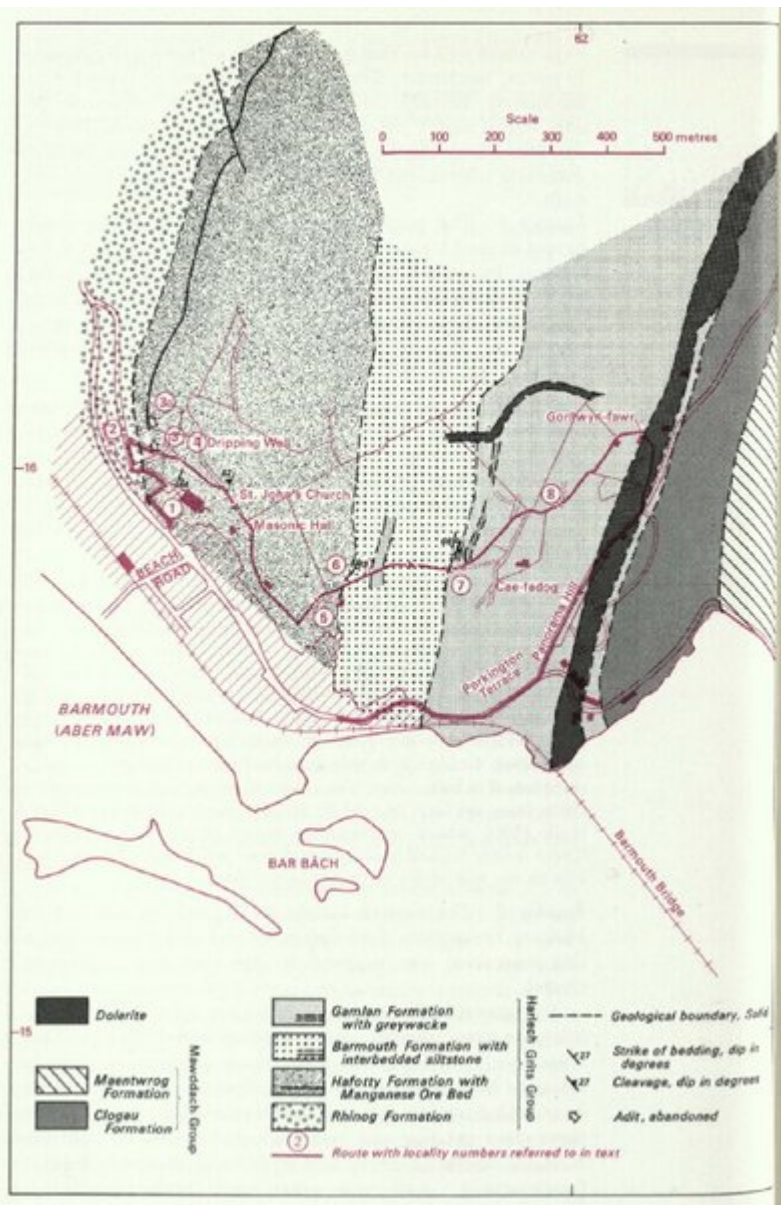 62
Scale
0 100 200 300 400 500 metres
3a
2
3
4
Dripping Well
Gorllwyn-fawr
16
St. John's Church
8
1
Masonic Hall
6
BEACH
ROAD
7
Cae-fadog
5
Panorama Hill
Porkington
Terrace
BARMOUTH
(ABER MAW)
BAR BÂCH
Barmouth Bridge
Dolerite
Mawddach Group
Maentwrog
Formation
Clogau
Formation
15
Gamlan Formation
with greywacke
Barmouth Formation with
interbedded siltstone
Hafotty Formation with
Manganese Ore Bed
Rhinog Formation
Harlech Grits Group
Geological boundary, Solid
27
Strike of bedding, dip in
degrees
27
Cleavage, dip in degrees
Adit, abandoned
2
Route with locality numbers referred to in text